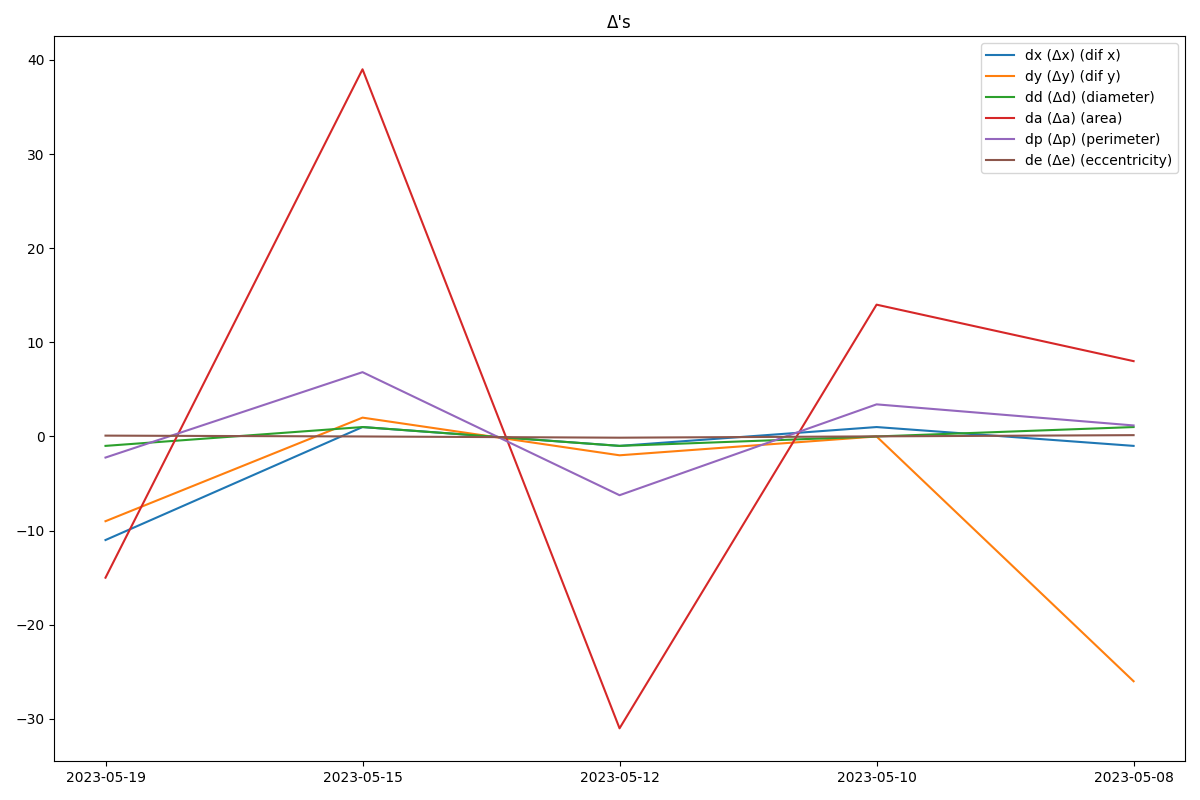 Δ's
dx (Δx) (dif x)
dy (Δy) (dif y)
dd (Δd) (diameter)
da (Δa) (area)
dp (Δp) (perimeter)
de (Δe) (eccentricity)
40
30
20
10
0
−10
−20
−30
2023-05-19 2023-05-15 2023-05-12 2023-05-10 2023-05-08